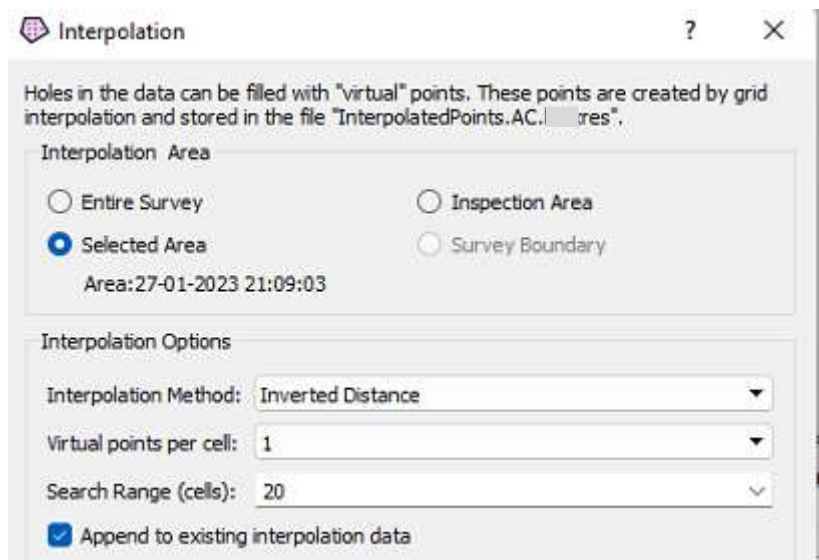 Interpolation ? ×
Holes in the data can be filled with "virtual" points. These points are created by grid
interpolation and stored in the file "InterpolatedPoints.AC. res".
Interpolation Area
Entire Survey
Inspection Area
Selected Area
Survey Boundary
Area:27-01-2023 21:09:03
Interpolation Options
Interpolation Method: Inverted Distance
Virtual points per cell: 1
Search Range (cells): 20
Append to existing interpolation data